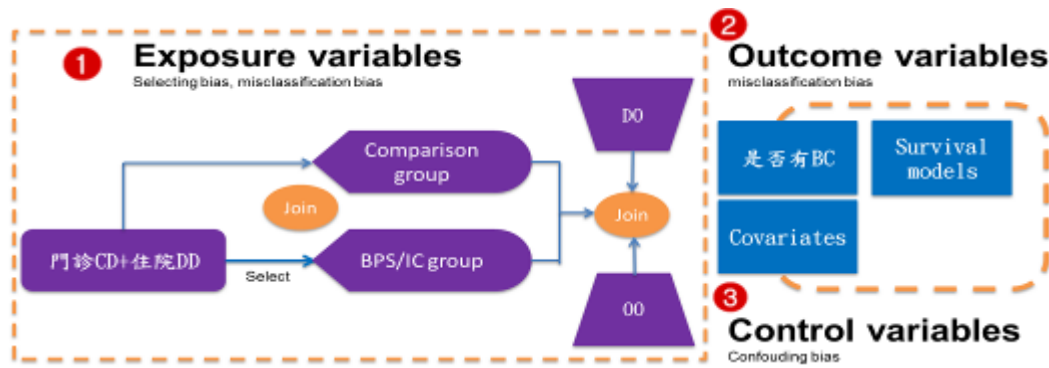 1
Exposure variables
Selecting bias, misclassification bias
Comparison
group
Join
門診CD+住院DD
Select
BPS/IC group
DO
Join
OO
2
Outcome variables
misclassification bias
是否有BC
Survival
models
Covariates
3
Control variables
Confouding bias